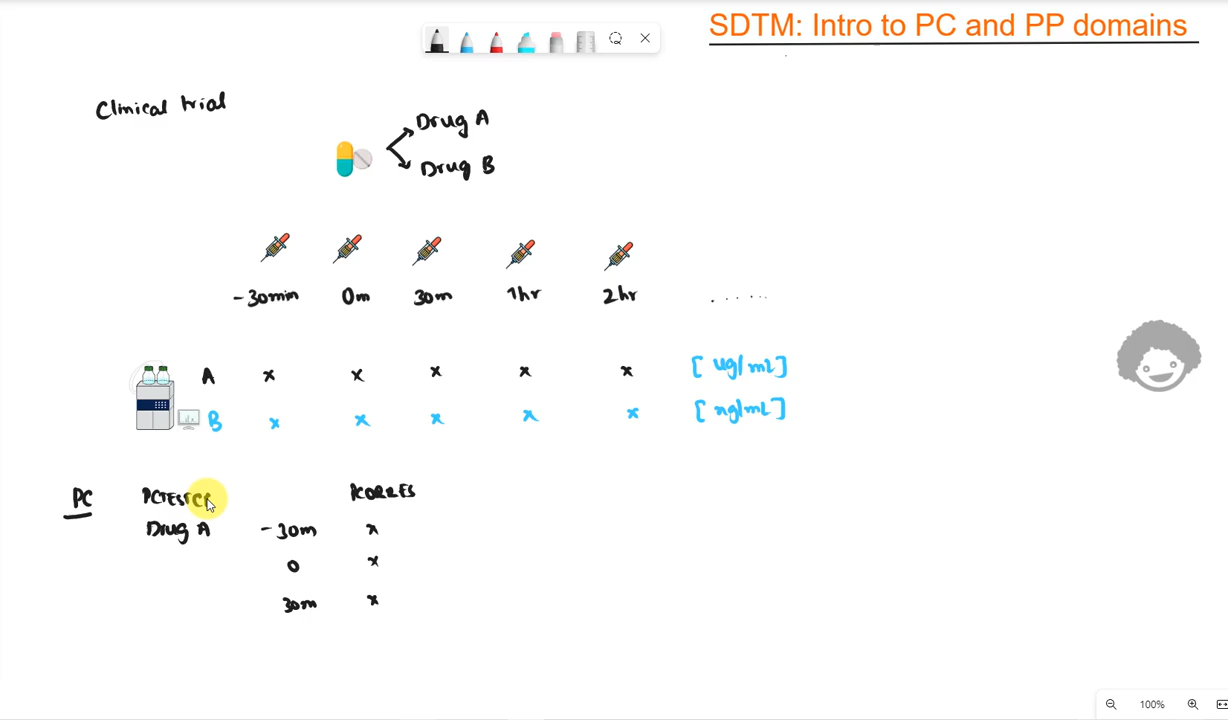 SDTM: Intro to PC and PP domains
Clinical trial
Drug A
Drug B
-30min 0m 30m 1hr 2hr ......
A x x x x x [ug/mL]
B x x x x x [ng/mL]
PC PCTESTCD PCORRES
Drug A -30m x
0 x
30m x
100%